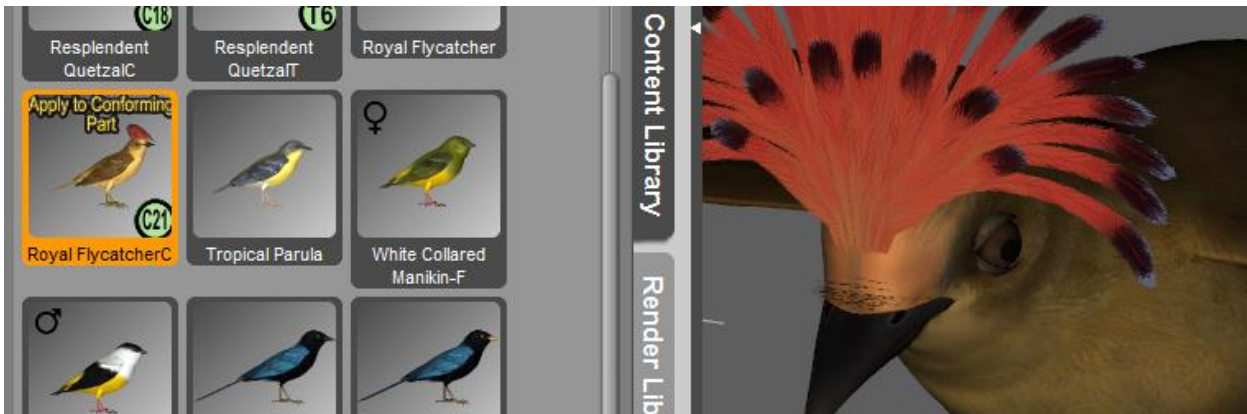 C18
T6
Resplendent
QuetzalC
Resplendent
QuetzalT
Royal Flycatcher
Apply to Conforming
Part
C21
♀
Royal FlycatcherC
Tropical Parula
White Collared
Manikin-F
♂
Content Library
Render Lib